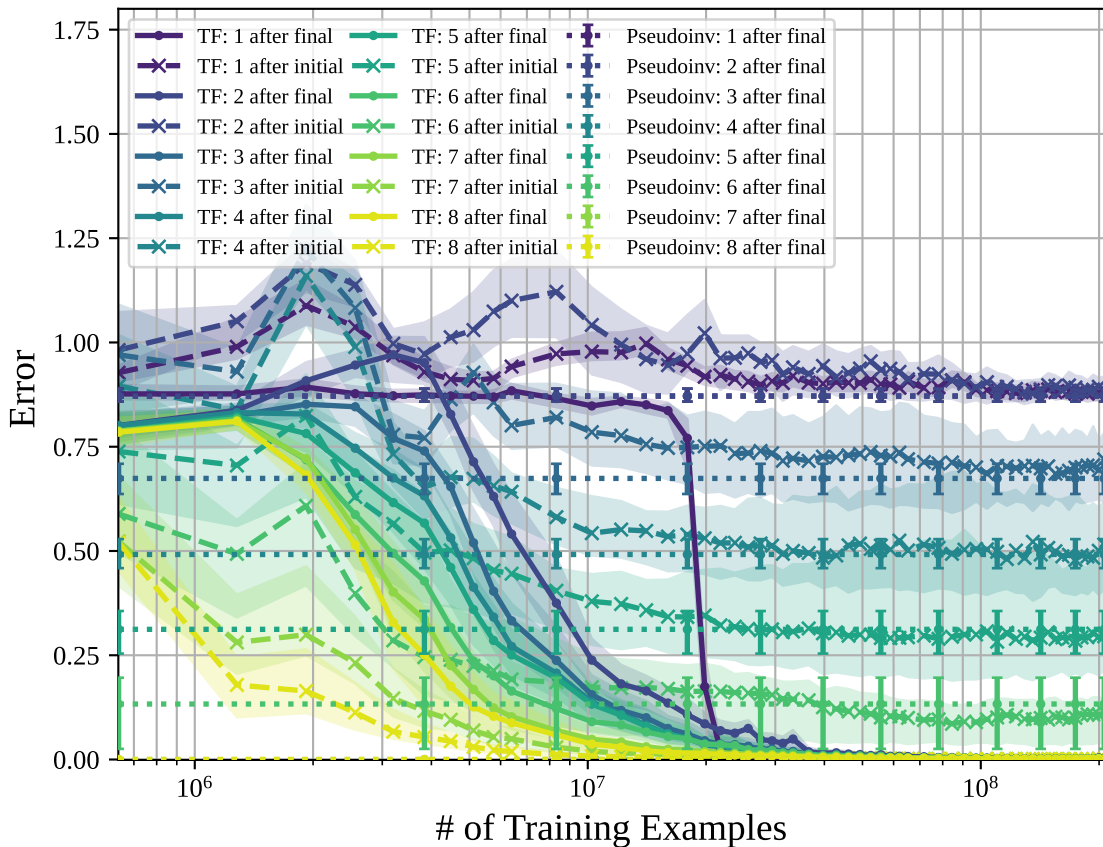 1.75
1.50
1.25
1.00
0.75
0.50
0.25
0.00
Error
TF: 1 after final
TF: 1 after initial
TF: 2 after final
TF: 2 after initial
TF: 3 after final
TF: 3 after initial
TF: 4 after final
TF: 4 after initial
TF: 5 after final
TF: 5 after initial
TF: 6 after final
TF: 6 after initial
TF: 7 after final
TF: 7 after initial
TF: 8 after final
TF: 8 after initial
Pseudoinv: 1 after final
Pseudoinv: 2 after final
Pseudoinv: 3 after final
Pseudoinv: 4 after final
Pseudoinv: 5 after final
Pseudoinv: 6 after final
Pseudoinv: 7 after final
Pseudoinv: 8 after final
10⁶
10⁷
10⁸
# of Training Examples